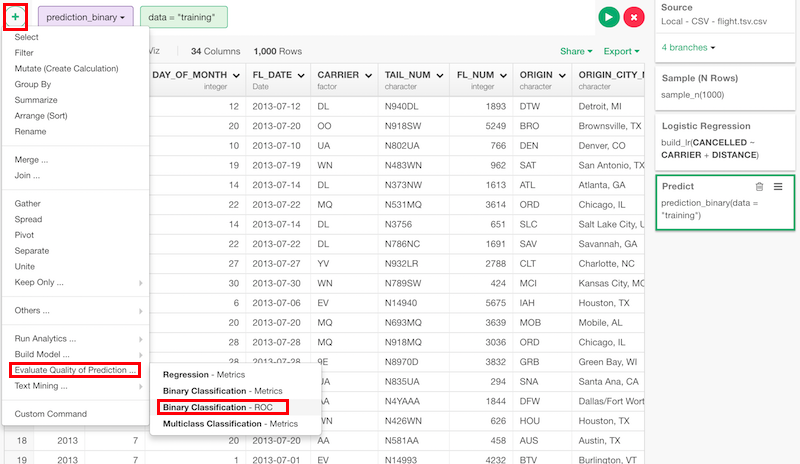 + prediction_binary data = "training"
Select
Filter
Mutate (Create Calculation)
Group By
Summarize
Arrange (Sort)
Rename
Merge ...
Join ...
Gather
Spread
Pivot
Separate
Unite
Keep Only ...
Others ...
Run Analytics ...
Build Model ...
Evaluate Quality of Prediction ...
Text Mining ...
Custom Command
Regression - Metrics
Binary Classification - Metrics
Binary Classification - ROC
Multiclass Classification - Metrics
Viz 34 Columns 1,000 Rows Share Export
DAY_OF_MONTH FL_DATE CARRIER TAIL_NUM FL_NUM ORIGIN ORIGIN_CITY_
integer Date factor character integer character character
12 2013-07-12 DL N940DL 1893 DTW Detroit, MI
20 2013-07-20 OO N918SW 5249 BRO Brownsville, TX
10 2013-07-10 UA N802UA 766 DEN Denver, CO
19 2013-07-19 WN N483WN 962 SAT San Antonio, TX
14 2013-07-14 DL N373NW 1613 ATL Atlanta, GA
22 2013-07-22 MQ N531MQ 3614 ORD Chicago, IL
14 2013-07-14 DL N3756 651 SLC Salt Lake City, U
22 2013-07-22 DL N786NC 1691 SAV Savannah, GA
27 2013-07-27 YV N932LR 2788 CLT Charlotte, NC
30 2013-07-30 WN N789SW 424 MCI Kansas City, MO
6 2013-07-06 EV N14940 5675 IAH Houston, TX
20 2013-07-20 MQ N693MQ 3639 MOB Mobile, AL
28 2013-07-28 MQ N918MQ 3036 ORD Chicago, IL
28 2013-07-28 9E N8970D 3832 GRB Green Bay, WI
UA N835UA 294 SNA Santa Ana, CA
AA N4YAAA 1844 DFW Dallas/Fort Wort
WN N426WN 626 HOU Houston, TX
18 2013 7 20 2013-07-20 AA N581AA 458 AUS Austin, TX
19 2013 7 1 2013-07-01 EV N14993 4232 BTV Burlington, VT
Source
Local - CSV - flight.tsv.csv
4 branches
Sample (N Rows)
sample_n(1000)
Logistic Regression
build_lr(CANCELLED ~
CARRIER + DISTANCE)
Predict
prediction_binary(data =
"training")